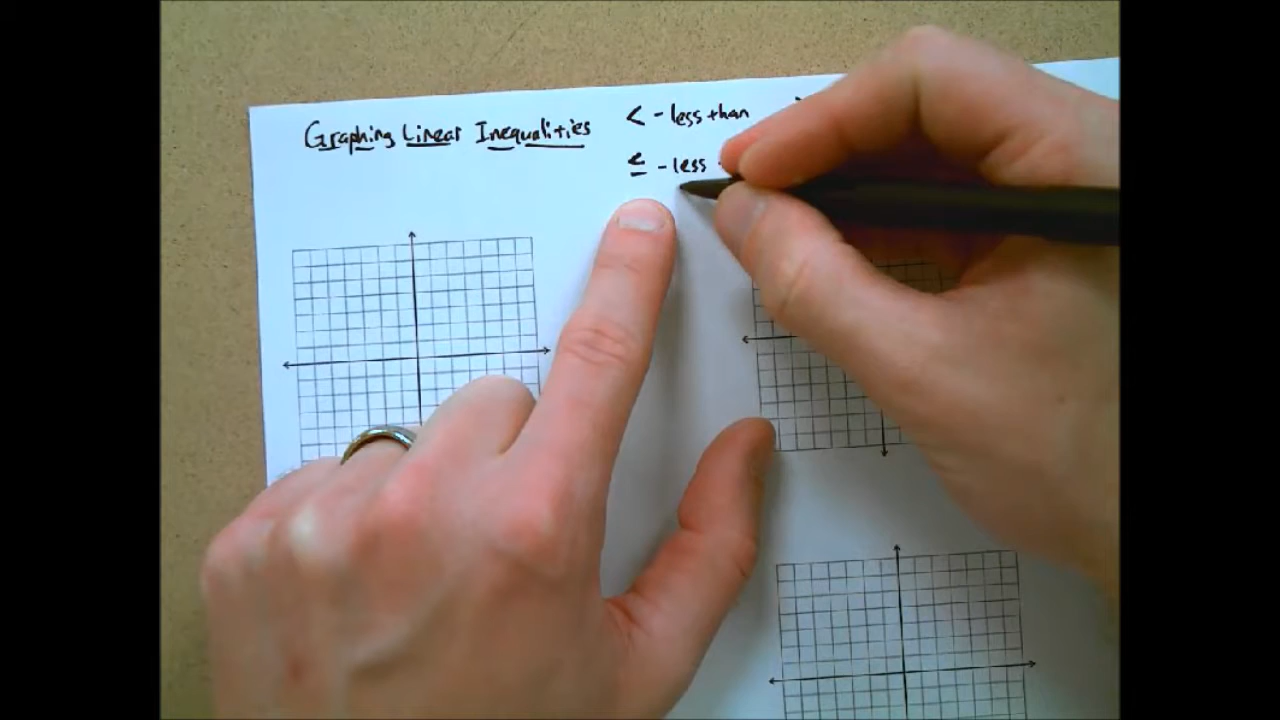 Graphing Linear Inequalities
< - less than
≤ - less